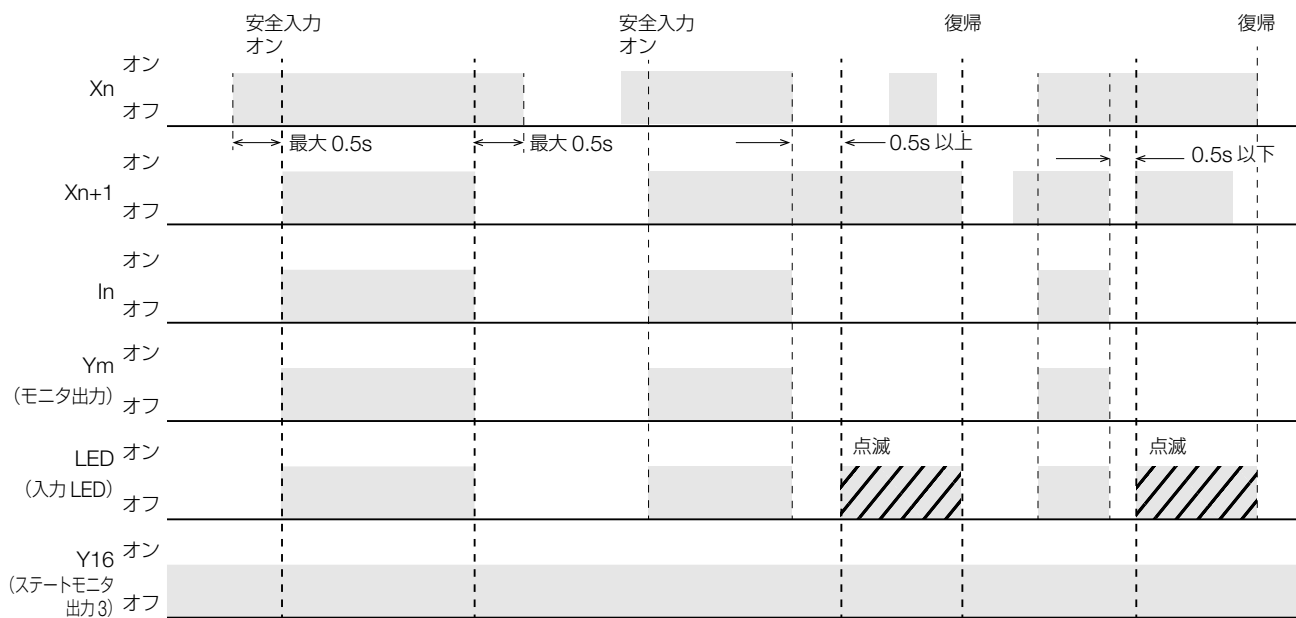 安全入力
オン
安全入力
オン
復帰
復帰
Xn
オン
オフ
最大 0.5s
最大 0.5s
0.5s 以上
0.5s 以下
Xn+1
オン
オフ
In
オン
オフ
Ym
(モニタ出力)
オン
オフ
LED
(入力 LED)
オン
オフ
点滅
点滅
Y16
(ステートモニタ
出力 3)
オン
オフ